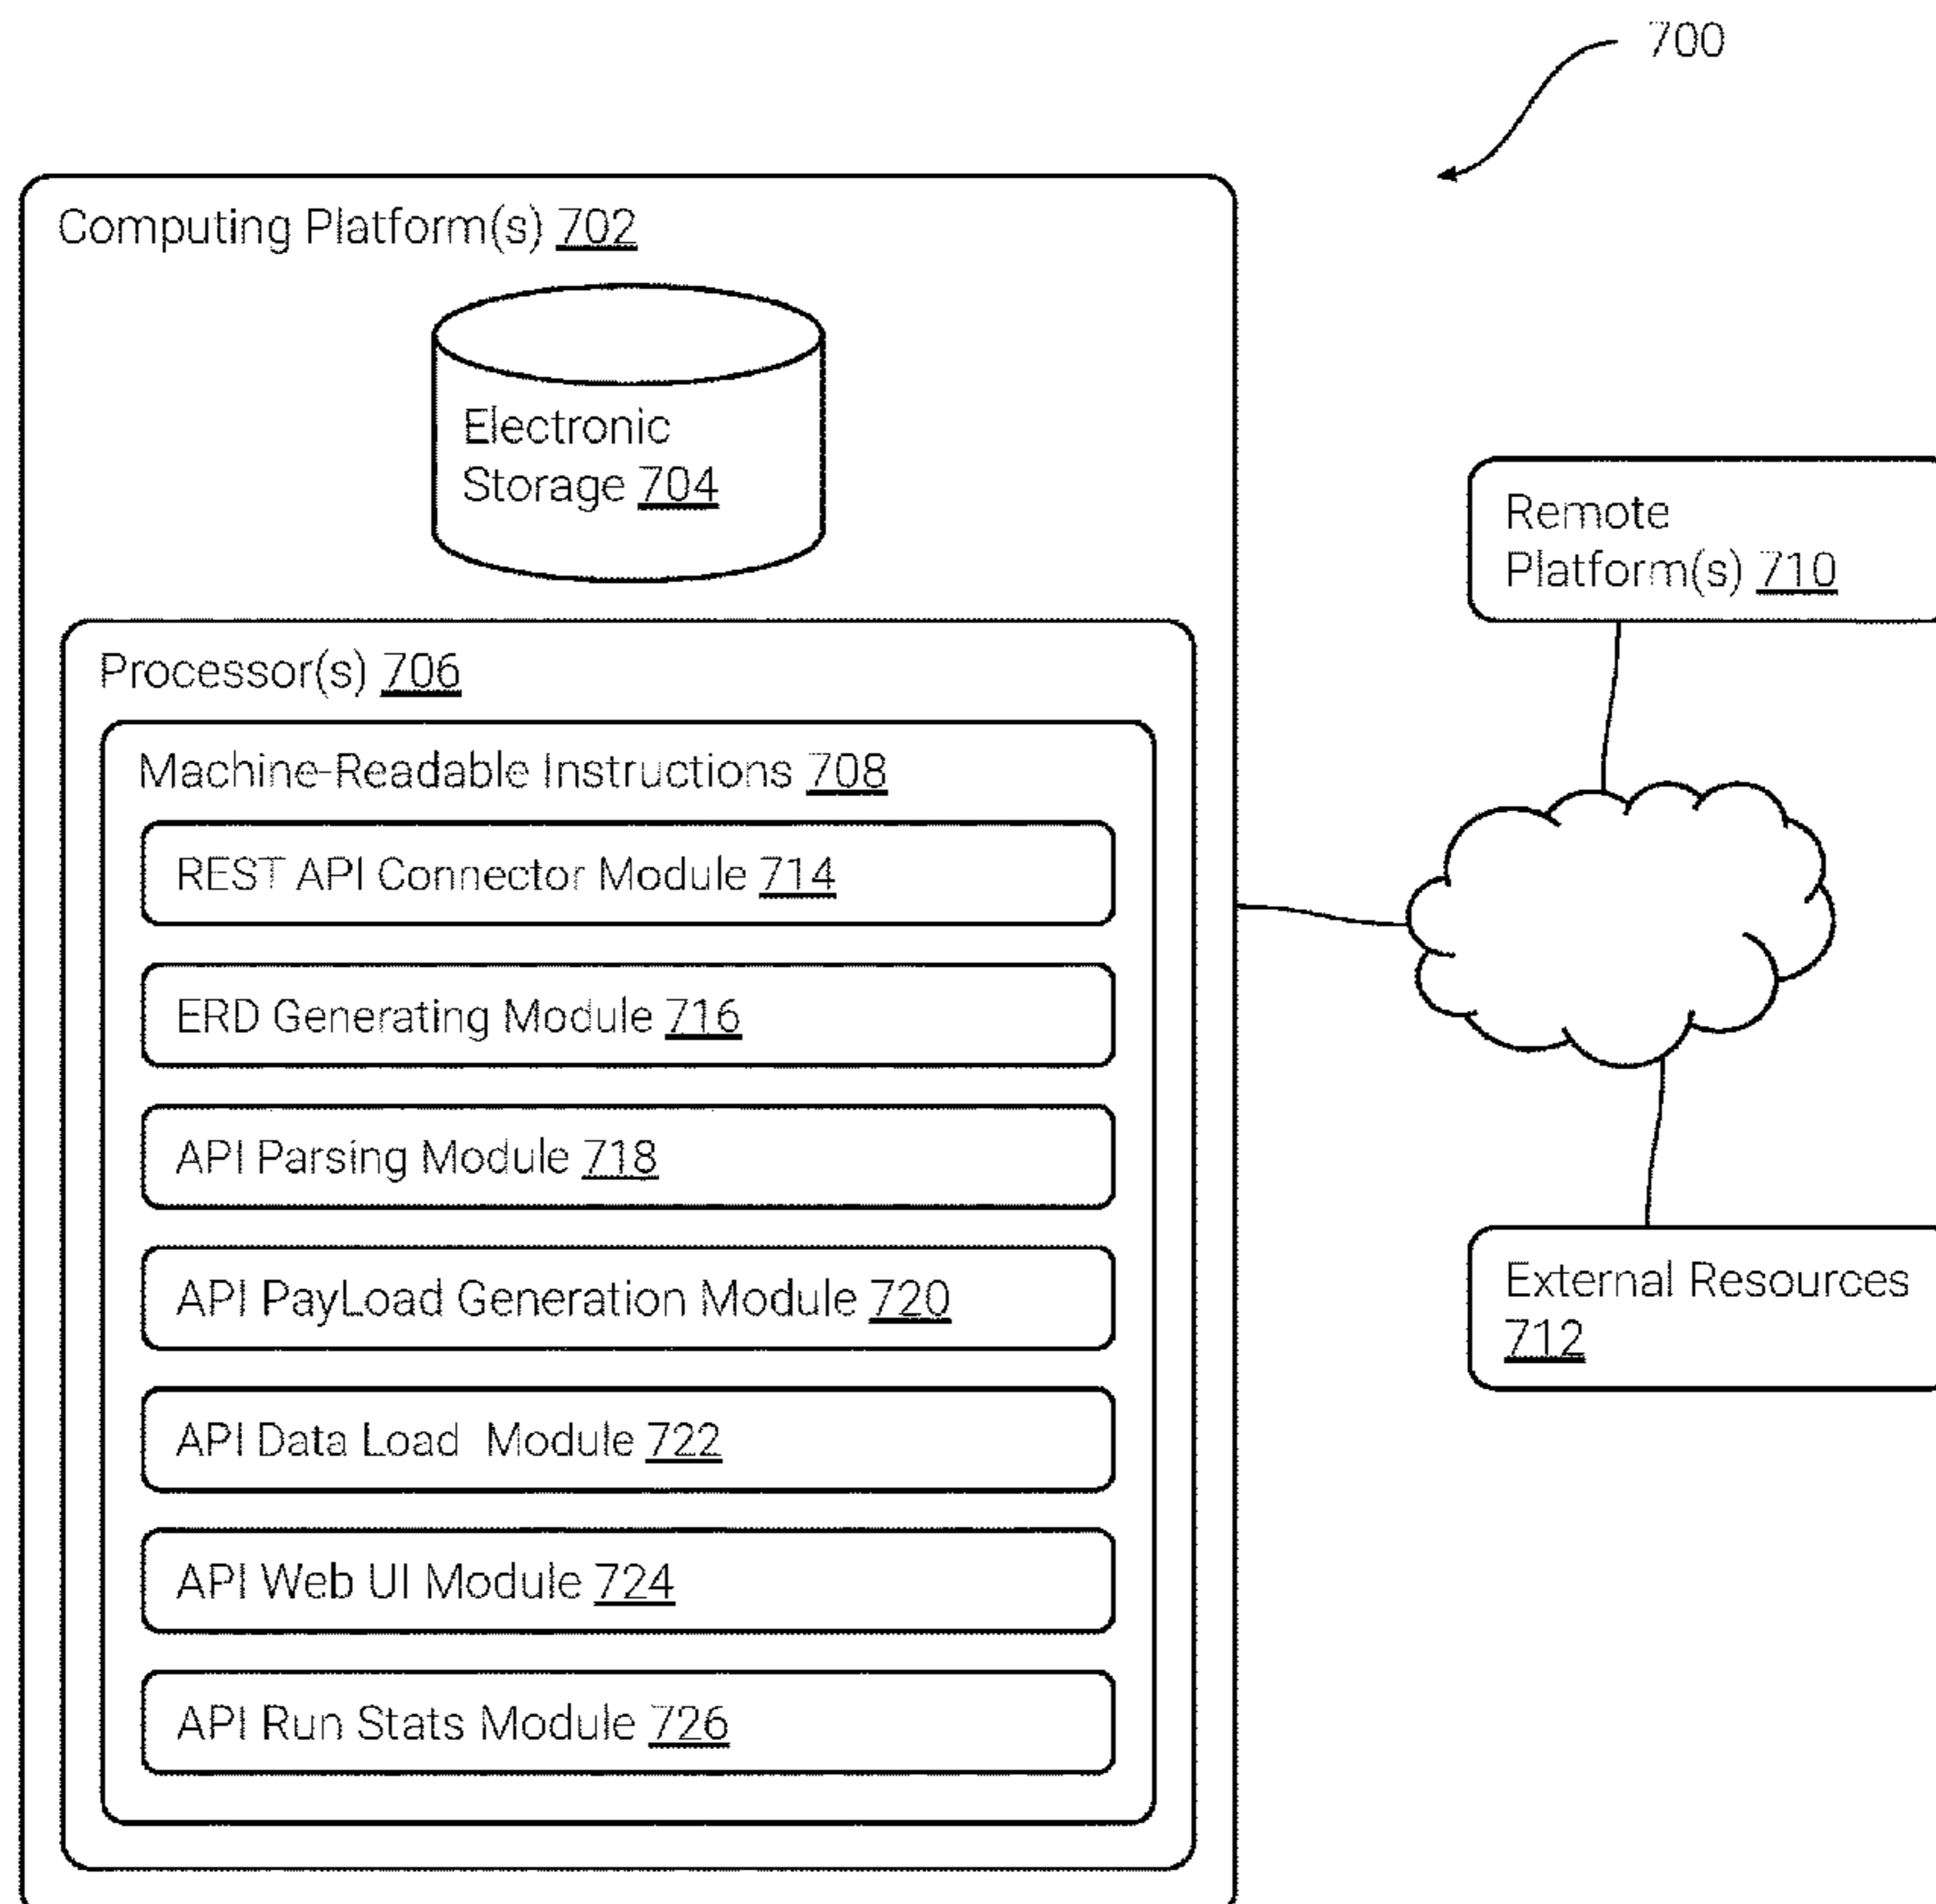 700
Computing Platform(s) 702
Electronic
Storage 704
Remote
Platform(s) 710
Processor(s) 706
Machine-Readable Instructions 708
REST API Connector Module 714
ERD Generating Module 716
API Parsing Module 718
API PayLoad Generation Module 720
External Resources
712
API Data Load Module 722
API Web UI Module 724
API Run Stats Module 726